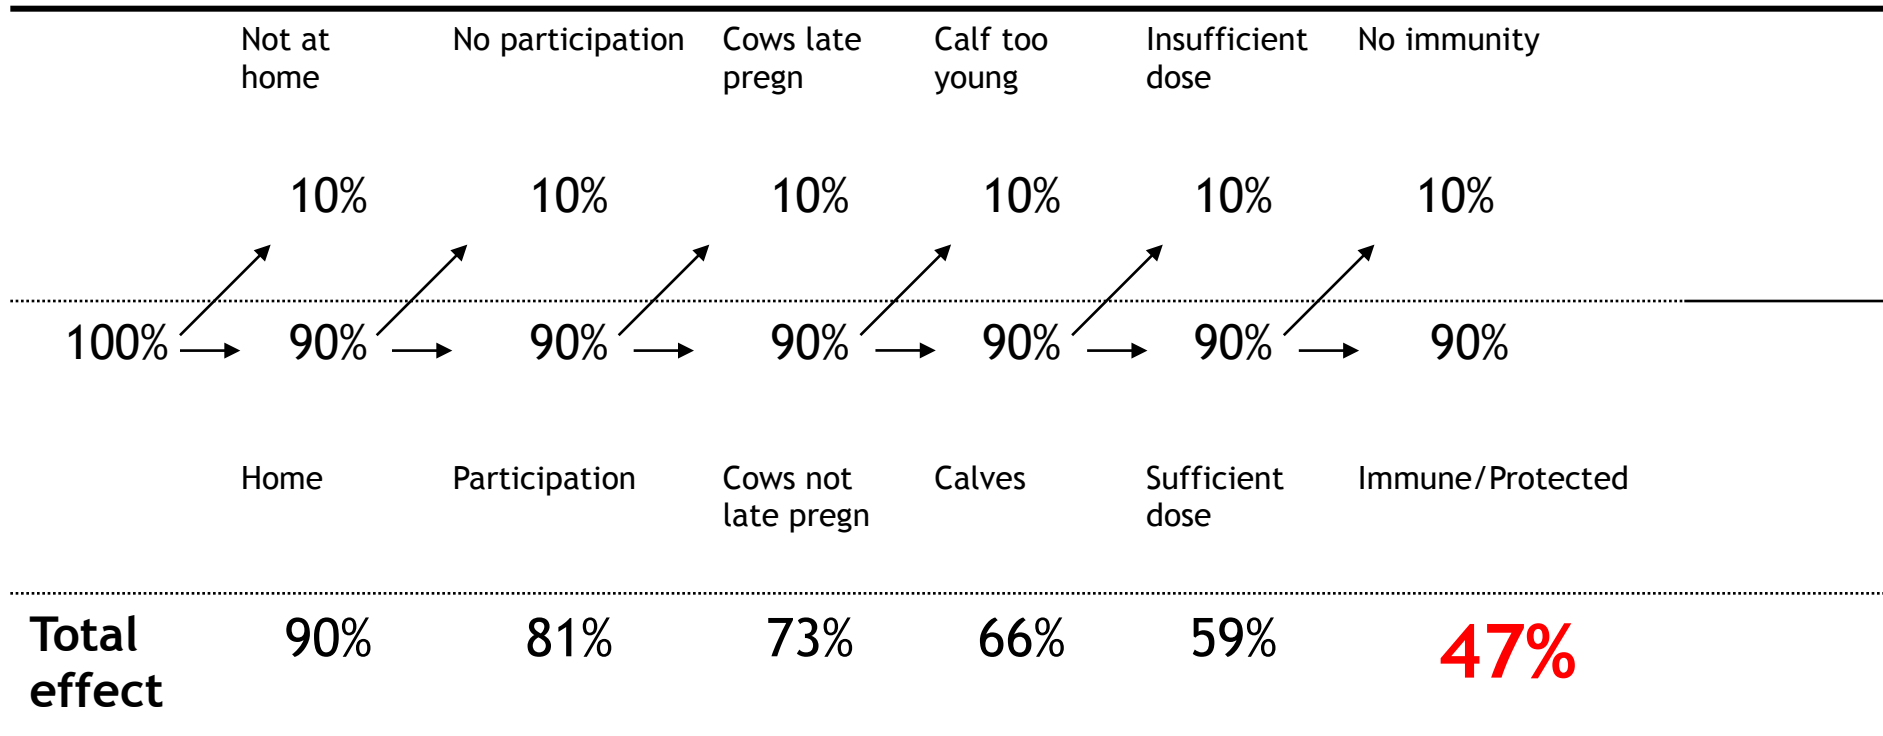 Not at home
No participation
Cows late pregn
Calf too young
Insufficient dose
No immunity
10% 10% 10% 10% 10% 10%
100% 90% 90% 90% 90% 90% 90%
Home
Participation
Cows not late pregn
Calves
Sufficient dose
Immune/Protected
Total effect
90% 81% 73% 66% 59% 47%